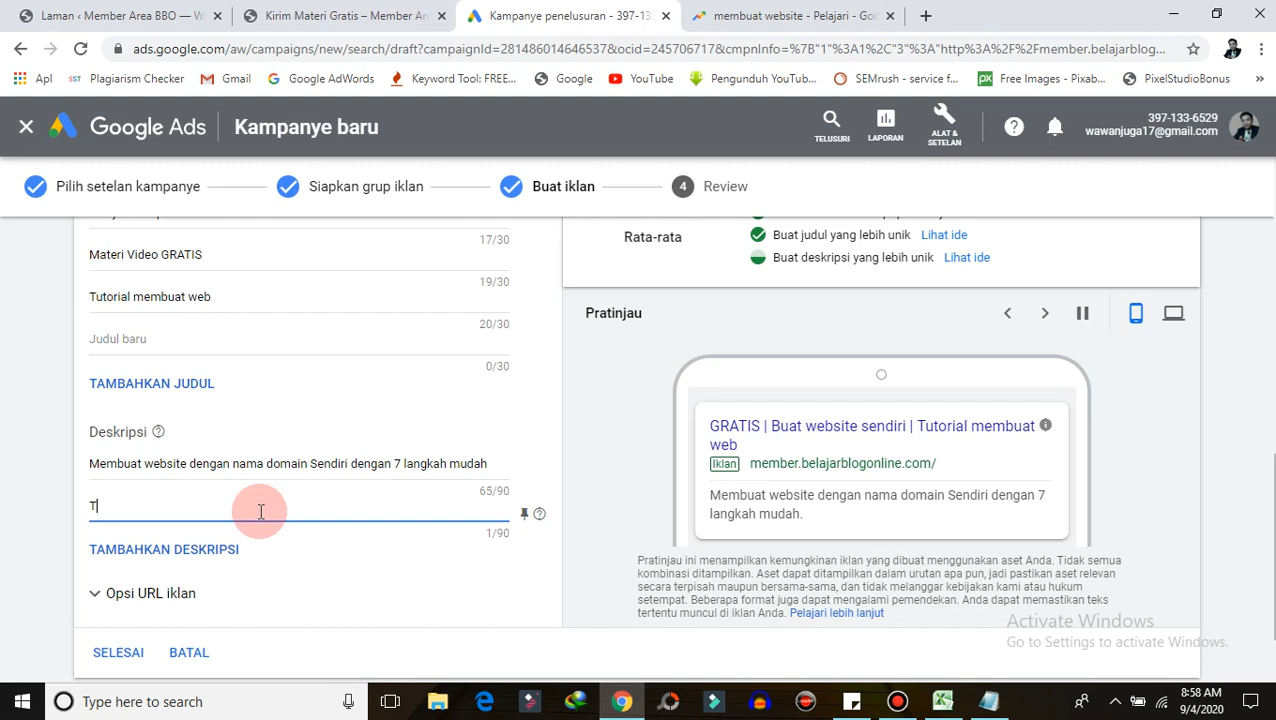 Laman ‹ Member Area BBO — W
Kirim Materi Gratis – Member Are
Kampanye penelusuran - 397-13
membuat website - Pelajari - Goo
ads.google.com/aw/campaigns/new/search/draft?campaignId=281486014646537&ocid=245706717&cmpnInfo=%7B"1"%3A1%2C"3"%3A"http%3A%2F%2Fmember.belajarblog...
Apl
SST Plagiarism Checker
Gmail
Google AdWords
Keyword Tool: FREE...
Google
YouTube
Pengunduh YouTub...
SEMrush - service f...
px Free Images - Pixab...
PixelStudioBonus
»
Google Ads
Kampanye baru
TELUSURI
LAPORAN
ALAT &
SETELAN
397-133-6529
wawanjuga17@gmail.com
Pilih setelan kampanye
Siapkan grup iklan
Buat iklan
4 Review
17/30
Materi Video GRATIS
19/30
Tutorial membuat web
20/30
Judul baru
0/30
TAMBAHKAN JUDUL
Deskripsi
Membuat website dengan nama domain Sendiri dengan 7 langkah mudah
65/90
T
1/90
TAMBAHKAN DESKRIPSI
Opsi URL iklan
SELESAI
BATAL
Rata-rata
Buat judul yang lebih unik Lihat ide
Buat deskripsi yang lebih unik Lihat ide
Pratinjau
GRATIS | Buat website sendiri | Tutorial membuat
web
Iklan member.belajarblogonline.com/
Membuat website dengan nama domain Sendiri dengan 7
langkah mudah.
Pratinjau ini menampilkan kemungkinan iklan yang dibuat menggunakan aset Anda. Tidak semua
kombinasi ditampilkan. Aset dapat ditampilkan dalam urutan apa pun, jadi pastikan aset relevan
secara terpisah maupun bersama-sama, dan tidak melanggar kebijakan kami atau hukum
setempat. Beberapa format juga dapat mengalami pemendekan. Anda dapat memastikan teks
tertentu muncul di iklan Anda. Pelajari lebih lanjut
Activate Windows
Go to Settings to activate Windows.
Type here to search
8:58 AM
9/4/2020